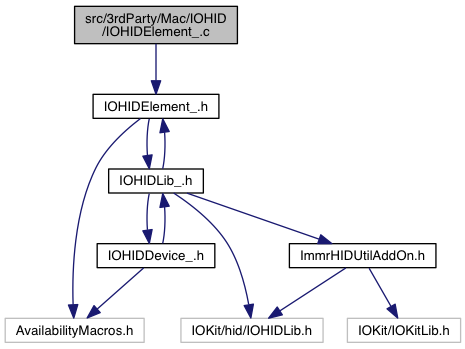 src/3rdParty/Mac/IOHID
/IOHIDElement_.c
IOHIDElement_.h
IOHIDLib_.h
IOHIDDevice_.h
ImmrHIDUtilAddOn.h
AvailabilityMacros.h
IOKit/hid/IOHIDLib.h
IOKit/IOKitLib.h